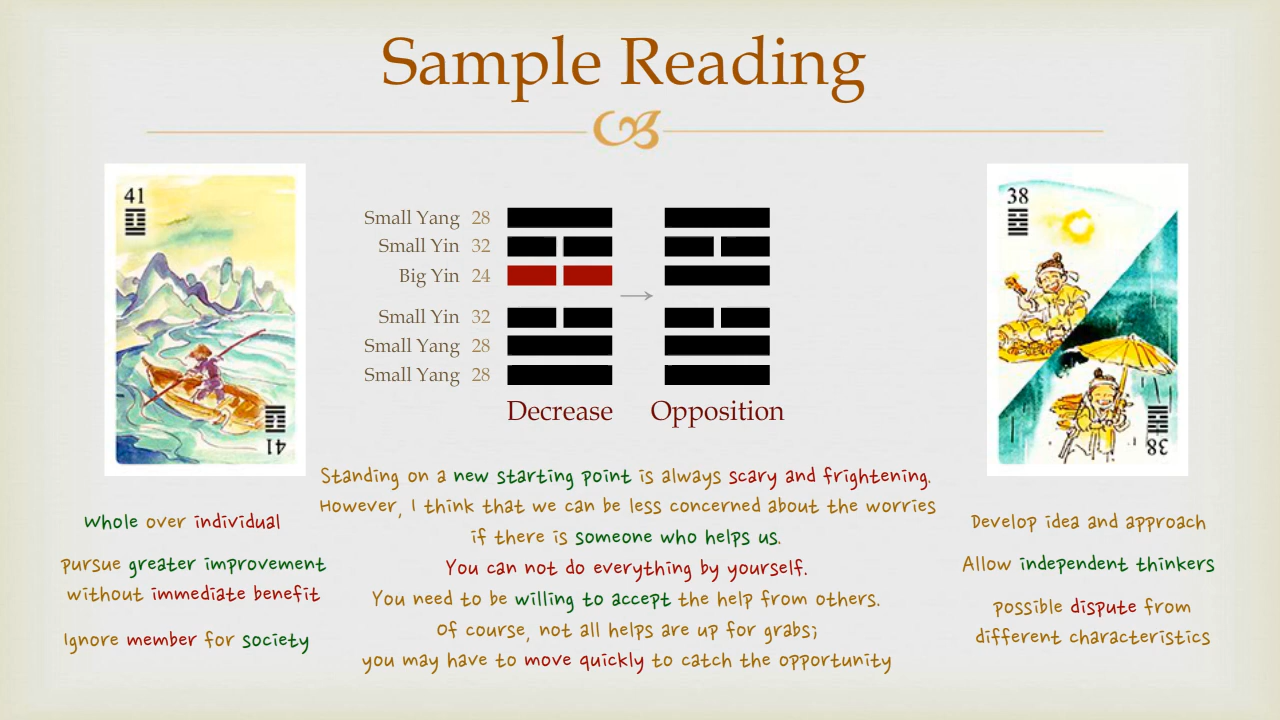 Sample Reading
41
41
Small Yang 28
Small Yin 32
Big Yin 24
Small Yin 32
Small Yang 28
Small Yang 28
Decrease
Opposition
38
38
Whole over individual
Pursue greater improvement
without immediate benefit
Ignore member for society
Standing on a new starting point is always scary and frightening.
However, I think that we can be less concerned about the worries
if there is someone who helps us.
You can not do everything by yourself.
You need to be willing to accept the help from others.
Of course, not all helps are up for grabs;
you may have to move quickly to catch the opportunity
Develop idea and approach
Allow independent thinkers
Possible dispute from
different characteristics